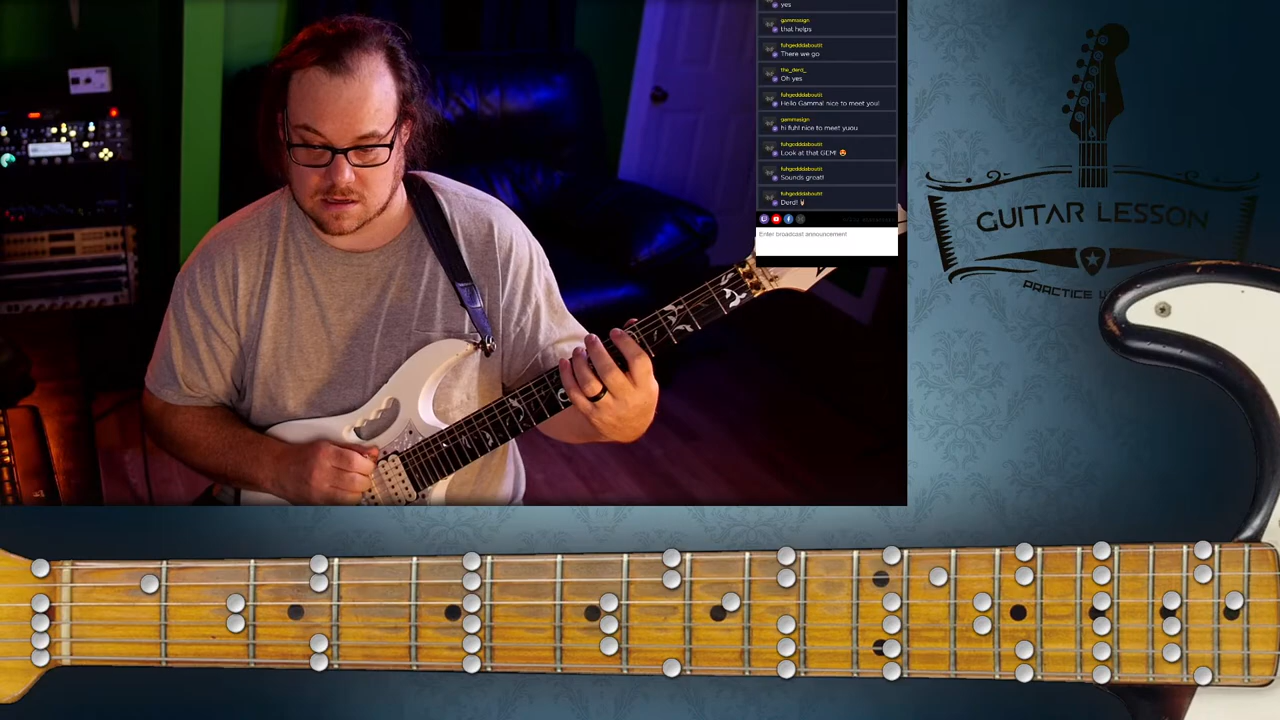 yes
gammasign
that helps
fuhgedddaboutit
There we go
the_derd_
Oh yes
fuhgedddaboutit
Hello Gamma! nice to meet you!
gammasign
hi fuh! nice to meet yuou
fuhgedddaboutit
Look at that GEM! 😍
fuhgedddaboutit
Sounds great!
fuhgedddaboutit
Derd!🤘
Enter broadcast announcement
GUITAR LESSON
PRACTICE